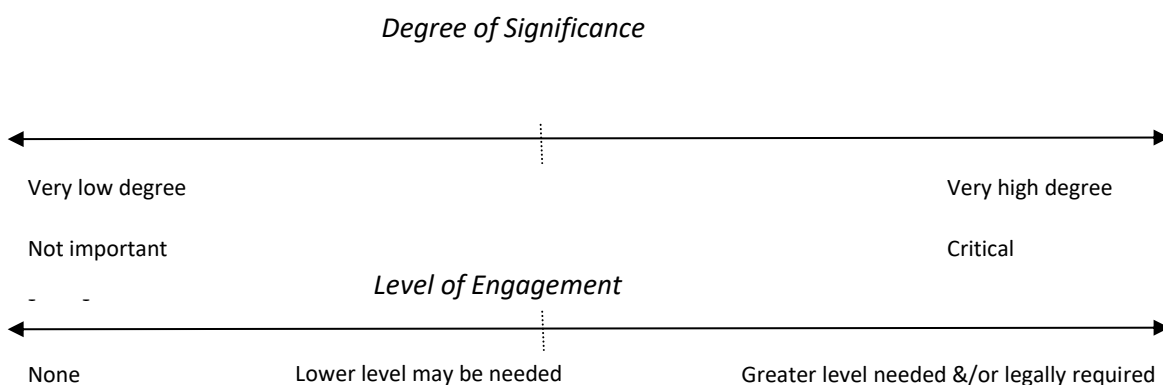 Degree of Significance
Very low degree Very high degree
Not important Critical
Level of Engagement
None Lower level may be needed Greater level needed &/or legally required